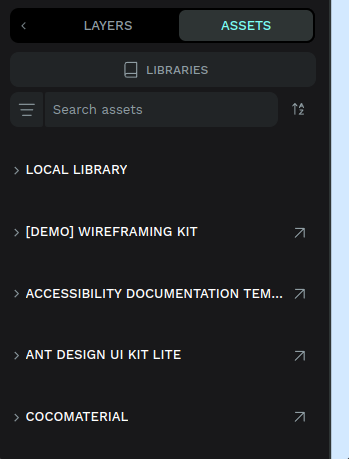 LAYERS
ASSETS
LIBRARIES
Search assets
LOCAL LIBRARY
[DEMO] WIREFRAMING KIT
ACCESSIBILITY DOCUMENTATION TEM...
ANT DESIGN UI KIT LITE
COCOMATERIAL